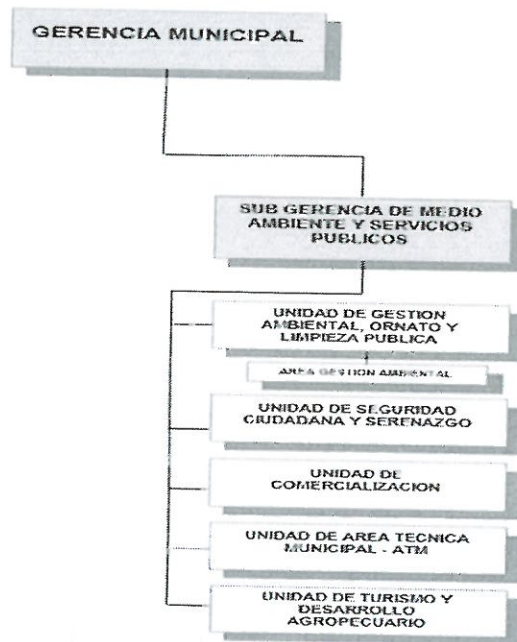 GERENCIA MUNICIPAL
SUB GERENCIA DE MEDIO
AMBIENTE Y SERVICIOS
PUBLICOS
UNIDAD DE GESTION
AMBIENTAL, ORNATO Y
LIMPIEZA PUBLICA
AREA GESTION AMBIENTAL
UNIDAD DE SEGURIDAD
CIUDADANA Y SERENAZGO
UNIDAD DE
COMERCIALIZACION
UNIDAD DE AREA TECNICA
MUNICIPAL - ATM
UNIDAD DE TURISMO Y
DESARROLLO
AGROPECUARIO